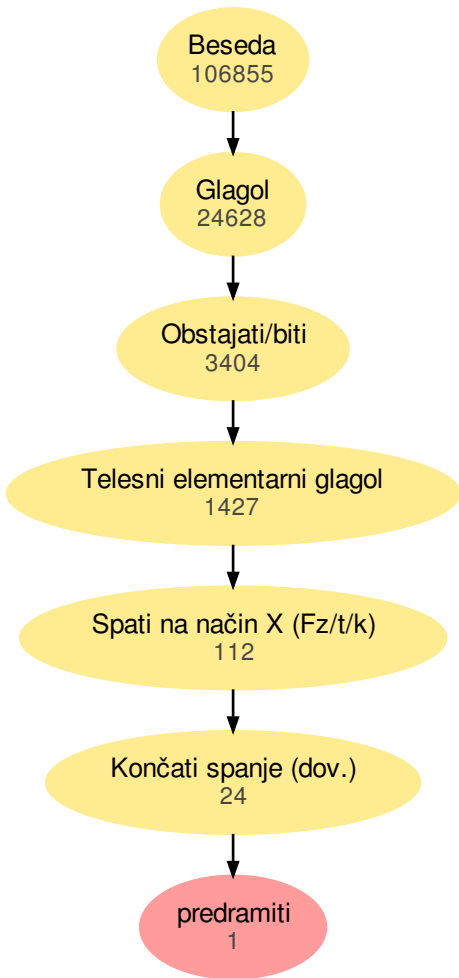 Beseda
106855
Glagol
24628
Obstajati/biti
3404
Telesni elementarni glagol
1427
Spati na način X (Fz/t/k)
112
Končati spanje (dov.)
24
predramiti
1